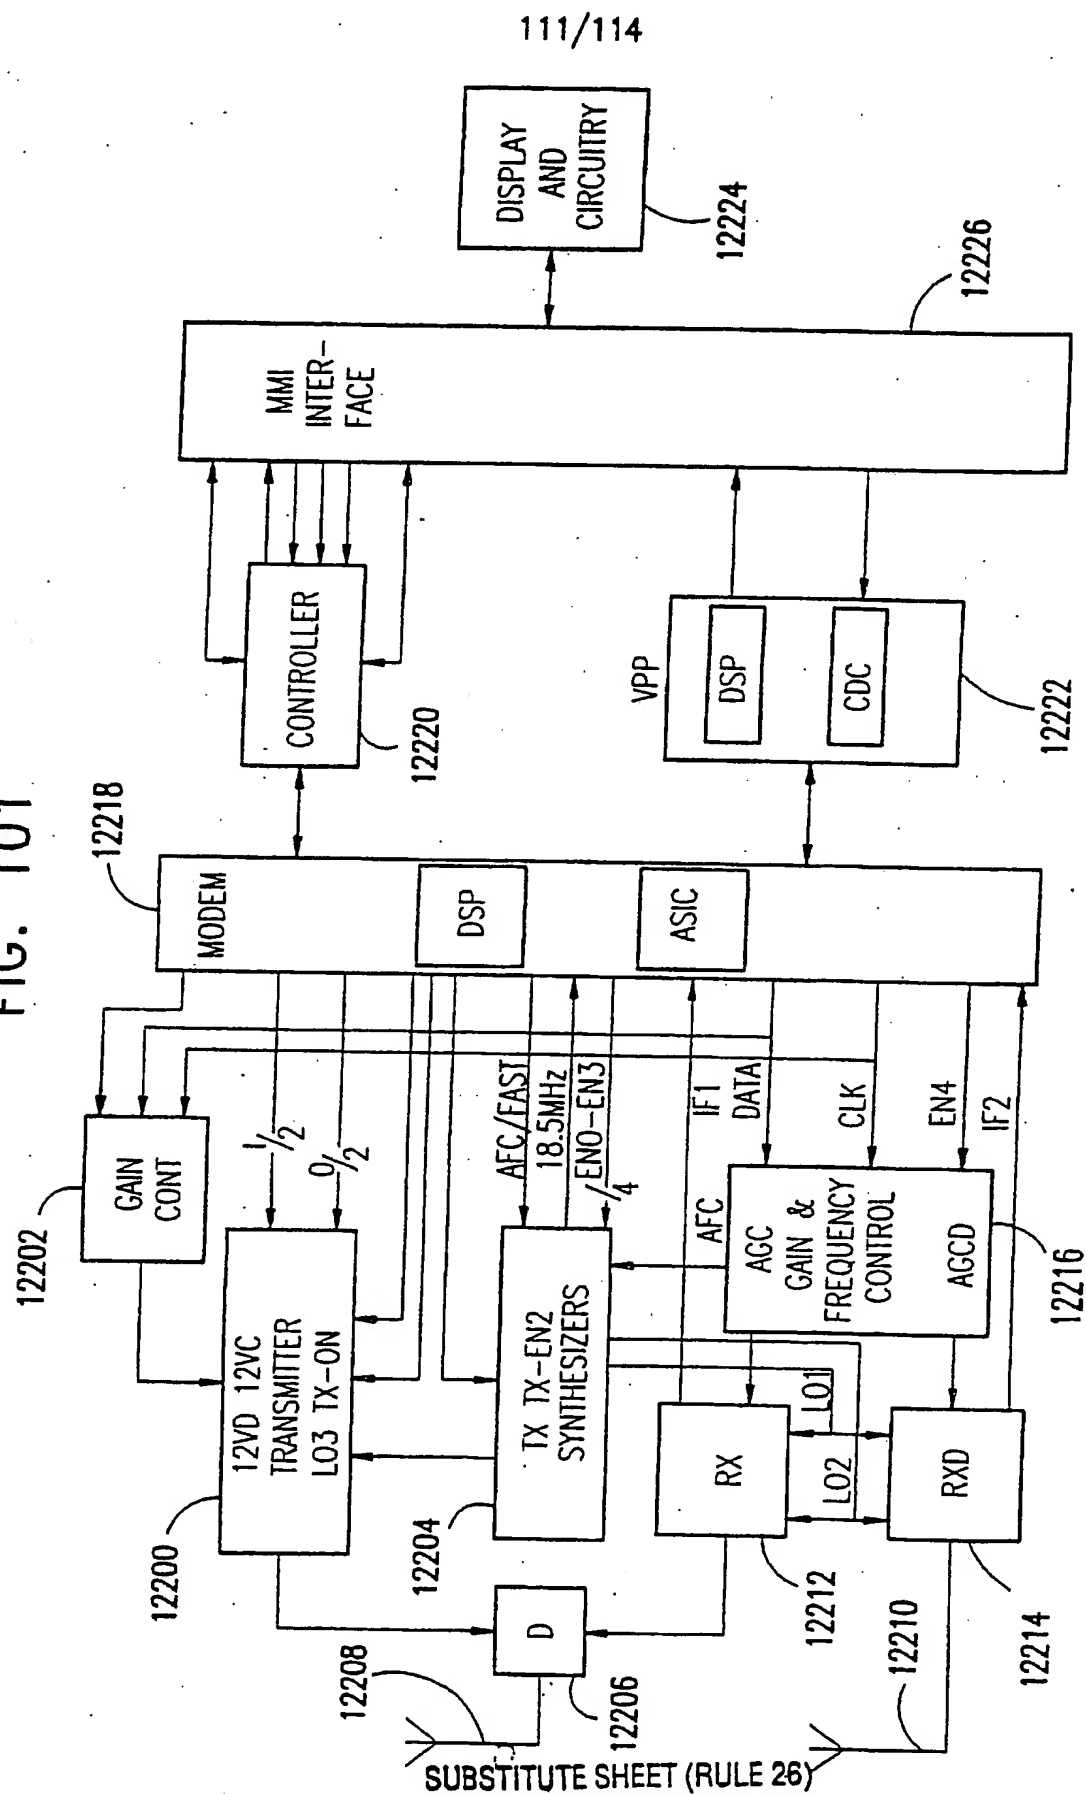 111/114
FIG. 101
12202
GAIN
CONT
12218
MODEM
DSP
ASIC
12220
CONTROLLER
MMI
INTER-
FACE
12226
DISPLAY
AND
CIRCUITRY
12224
VPP
DSP
CDC
12222
12200
12VD 12VC
TRANSMITTER
LO3 TX-ON
1/2
0/2
12204
TX TX-EN2
SYNTHESIZERS
AFC/FAST
18.5MHz
EN0-EN3
/4
IF1
DATA
CLK
EN4
IF2
AFC
AGC
GAIN &
FREQUENCY
CONTROL
AGCD
12216
LO1
LO2
RX
12212
RXD
12214
D
12206
12208
12210
SUBSTITUTE SHEET (RULE 26)